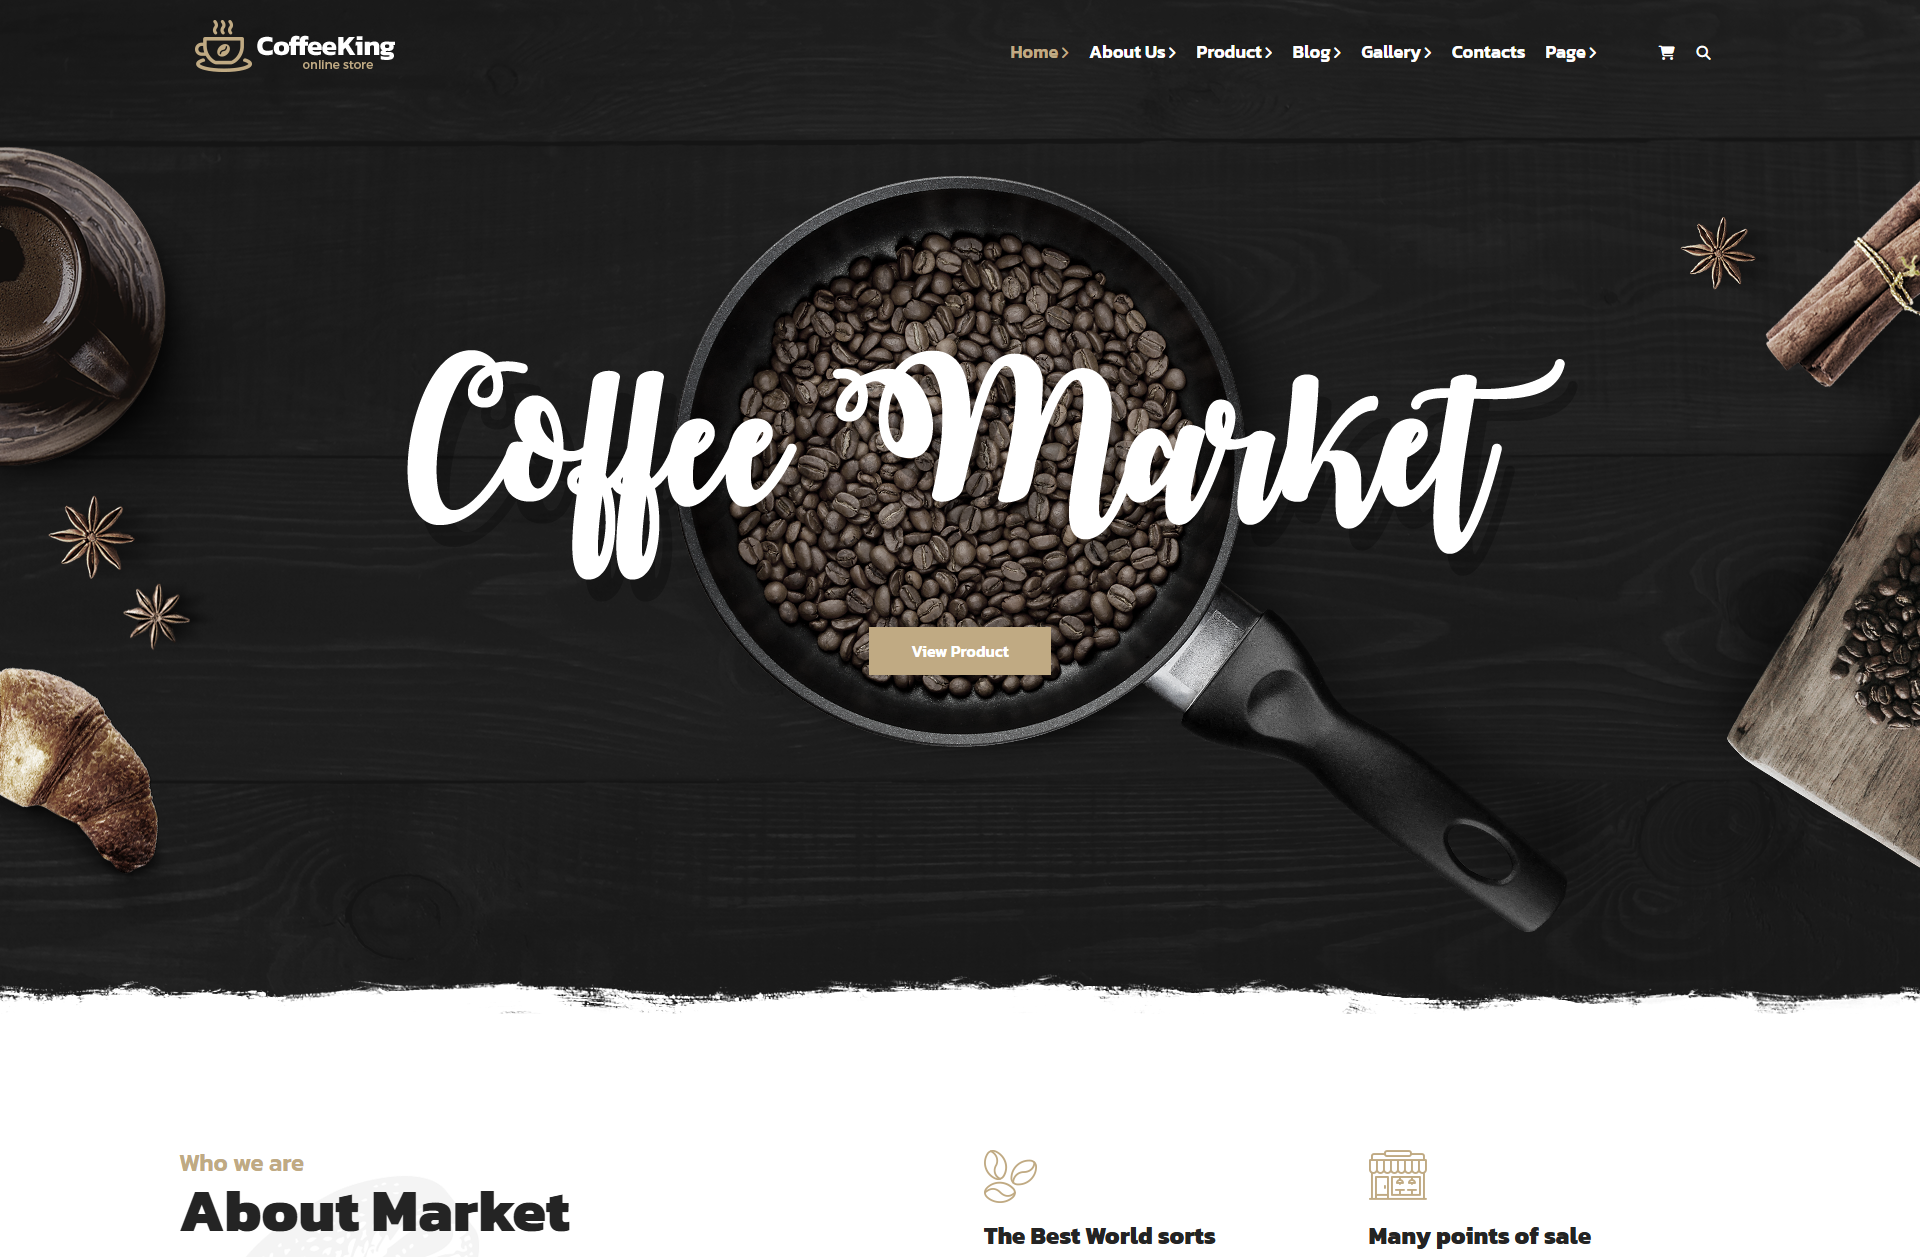 CoffeeKing
online store
Home About Us Product Blog Gallery Contacts Page
Coffee Market
View Product
Who we are
About Market
The Best World sorts
Many points of sale